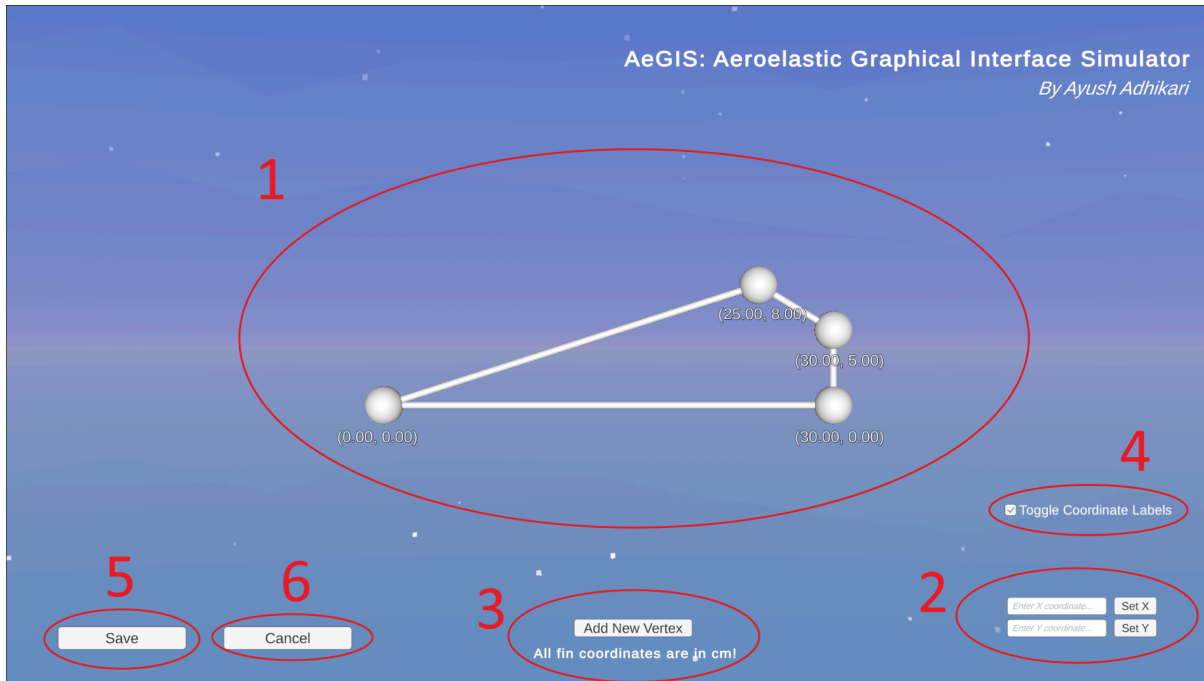 AeGIS: Aeroelastic Graphical Interface Simulator
By Ayush Adhikari
1
(25.00, 8.00)
(30.00, 5.00)
(0.00, 0.00)
(30.00, 0.00)
4
Toggle Coordinate Labels
5
6
3
2
Enter X coordinate...
Set X
Enter Y coordinate...
Set Y
Save
Cancel
Add New Vertex
All fin coordinates are in cm!